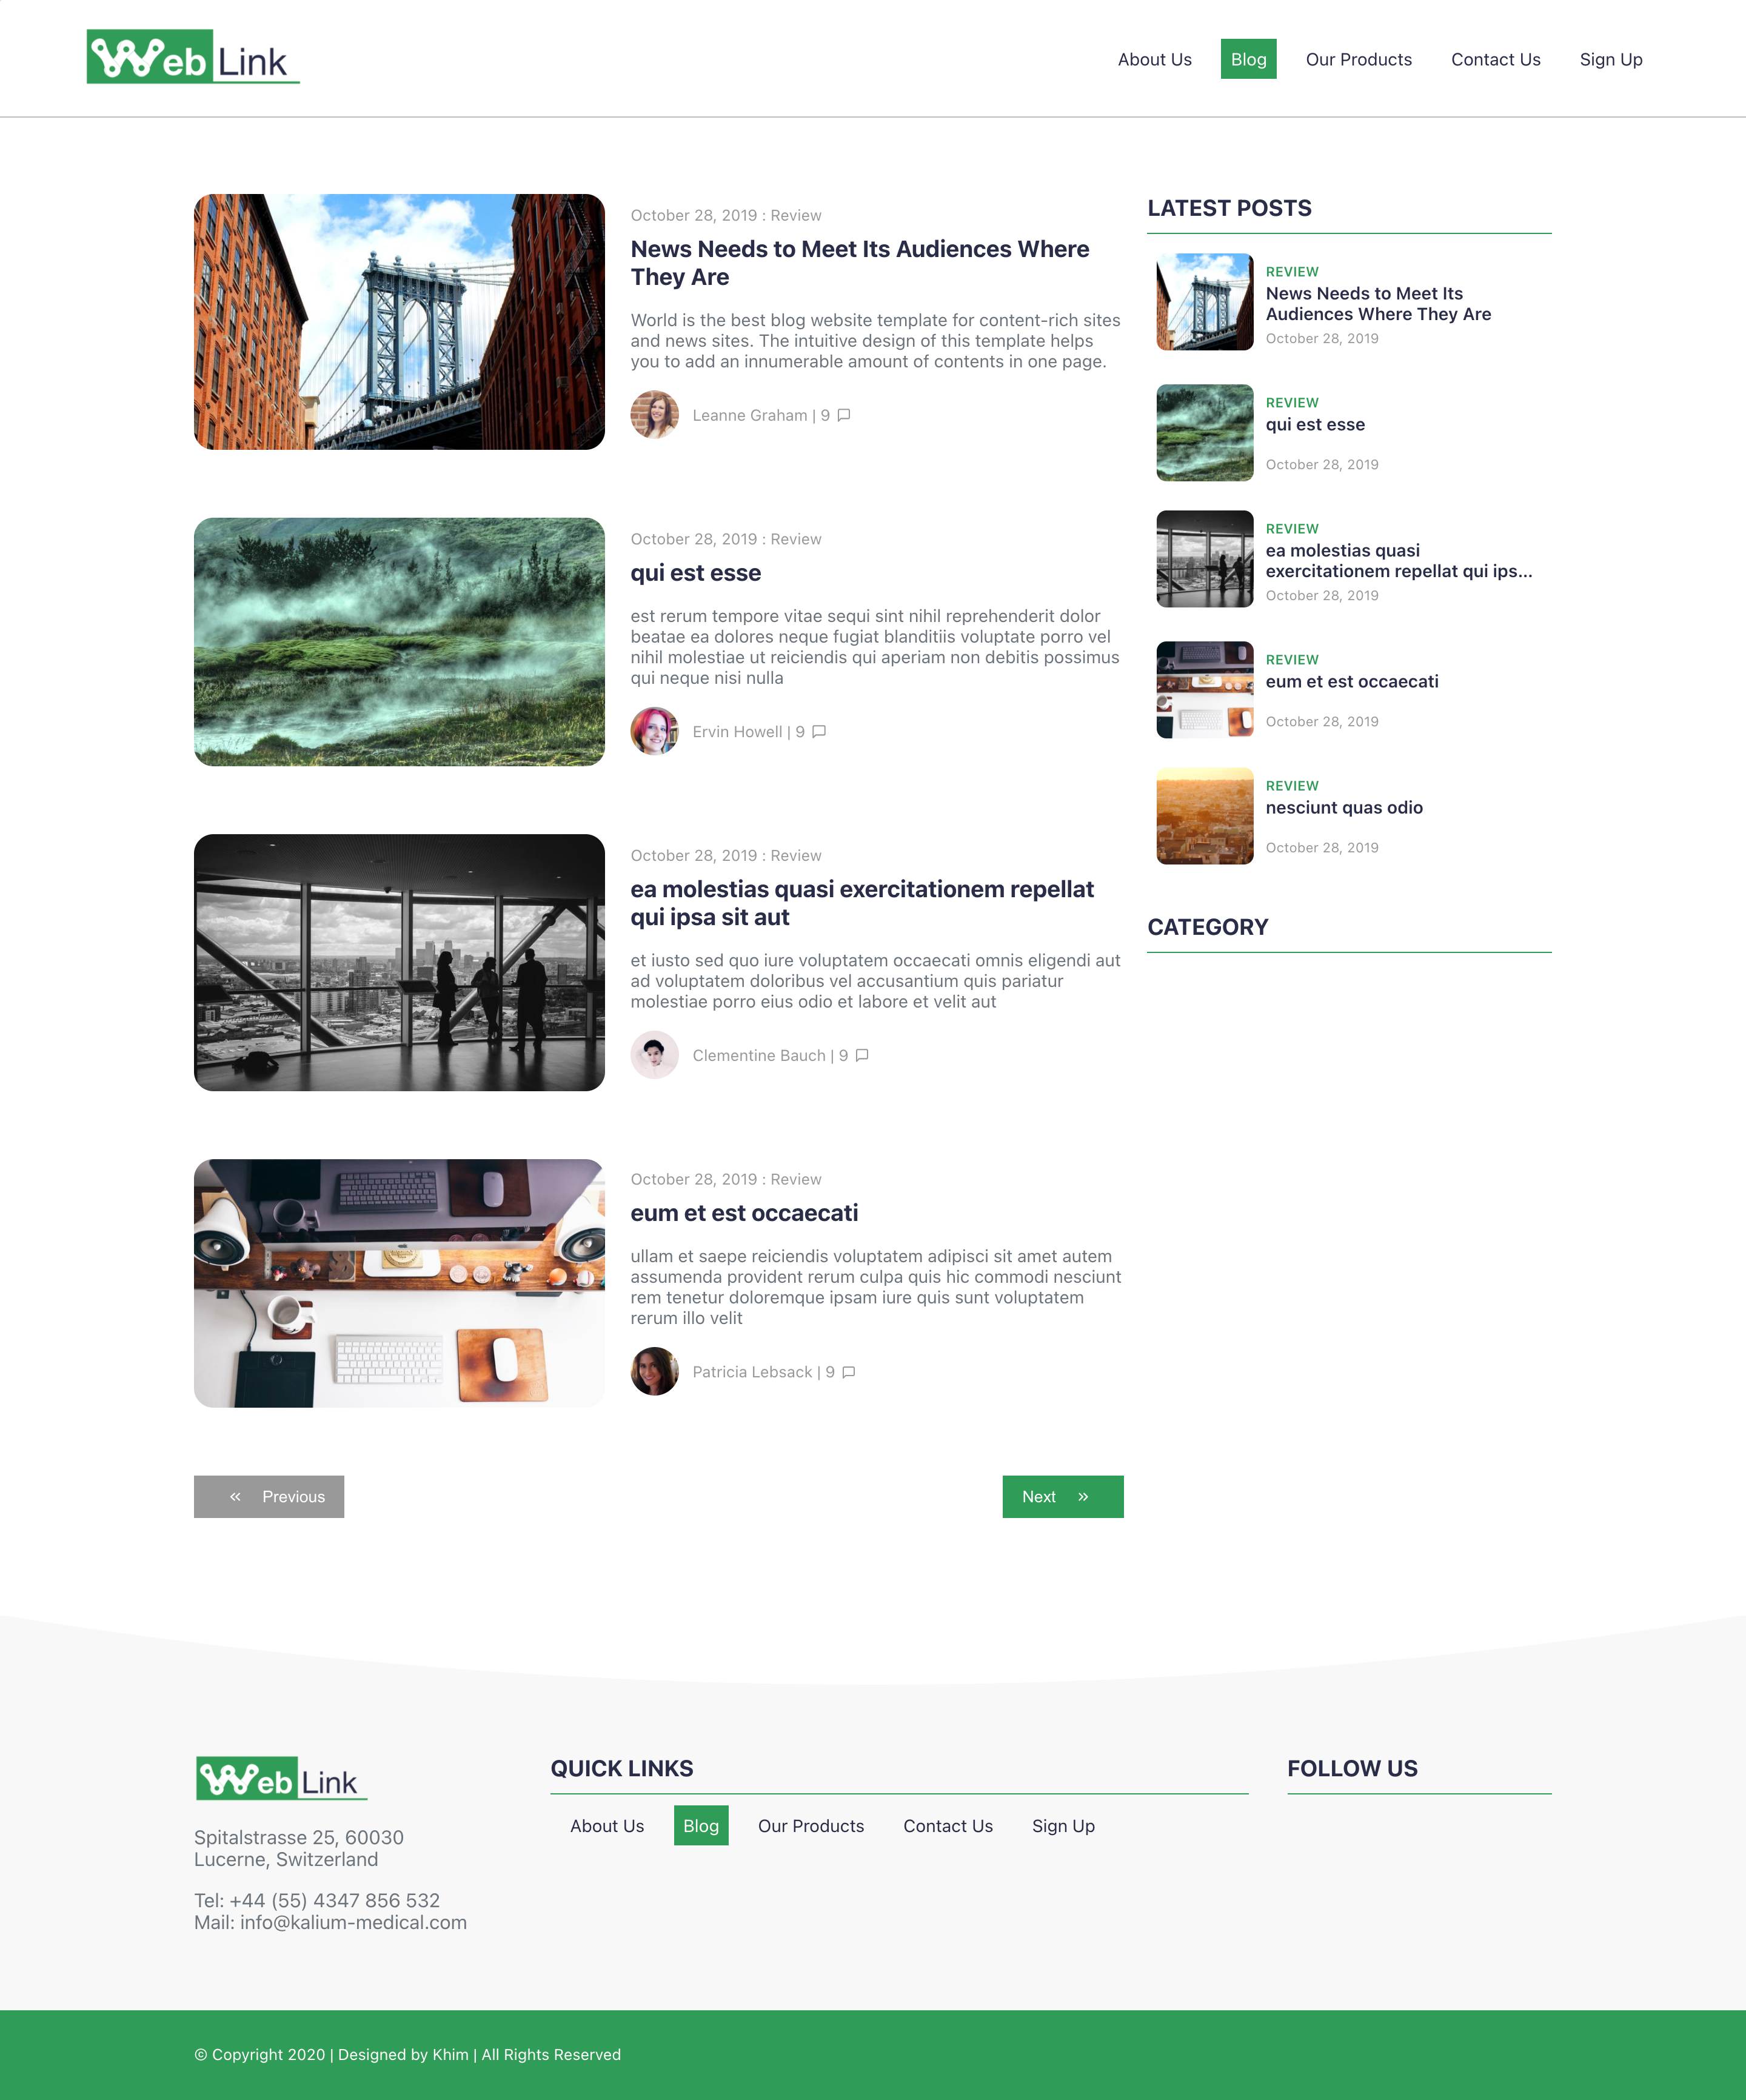 Web Link
About Us Blog Our Products Contact Us Sign Up
October 28, 2019 : Review
News Needs to Meet Its Audiences Where
They Are
World is the best blog website template for content-rich sites
and news sites. The intuitive design of this template helps
you to add an innumerable amount of contents in one page.
Leanne Graham | 9
October 28, 2019 : Review
qui est esse
est rerum tempore vitae sequi sint nihil reprehenderit dolor
beatae ea dolores neque fugiat blanditiis voluptate porro vel
nihil molestiae ut reiciendis qui aperiam non debitis possimus
qui neque nisi nulla
Ervin Howell | 9
October 28, 2019 : Review
ea molestias quasi exercitationem repellat
qui ipsa sit aut
et iusto sed quo iure voluptatem occaecati omnis eligendi aut
ad voluptatem doloribus vel accusantium quis pariatur
molestiae porro eius odio et labore et velit aut
Clementine Bauch | 9
October 28, 2019 : Review
eum et est occaecati
ullam et saepe reiciendis voluptatem adipisci sit amet autem
assumenda provident rerum culpa quis hic commodi nesciunt
rem tenetur doloremque ipsam iure quis sunt voluptatem
rerum illo velit
Patricia Lebsack | 9
« Previous
Next »
LATEST POSTS
REVIEW
News Needs to Meet Its
Audiences Where They Are
October 28, 2019
REVIEW
qui est esse
October 28, 2019
REVIEW
ea molestias quasi
exercitationem repellat qui ips...
October 28, 2019
REVIEW
eum et est occaecati
October 28, 2019
REVIEW
nesciunt quas odio
October 28, 2019
CATEGORY
Web Link
Spitalstrasse 25, 60030
Lucerne, Switzerland
Tel: +44 (55) 4347 856 532
Mail: info@kalium-medical.com
QUICK LINKS
About Us Blog Our Products Contact Us Sign Up
FOLLOW US
© Copyright 2020 | Designed by Khim | All Rights Reserved